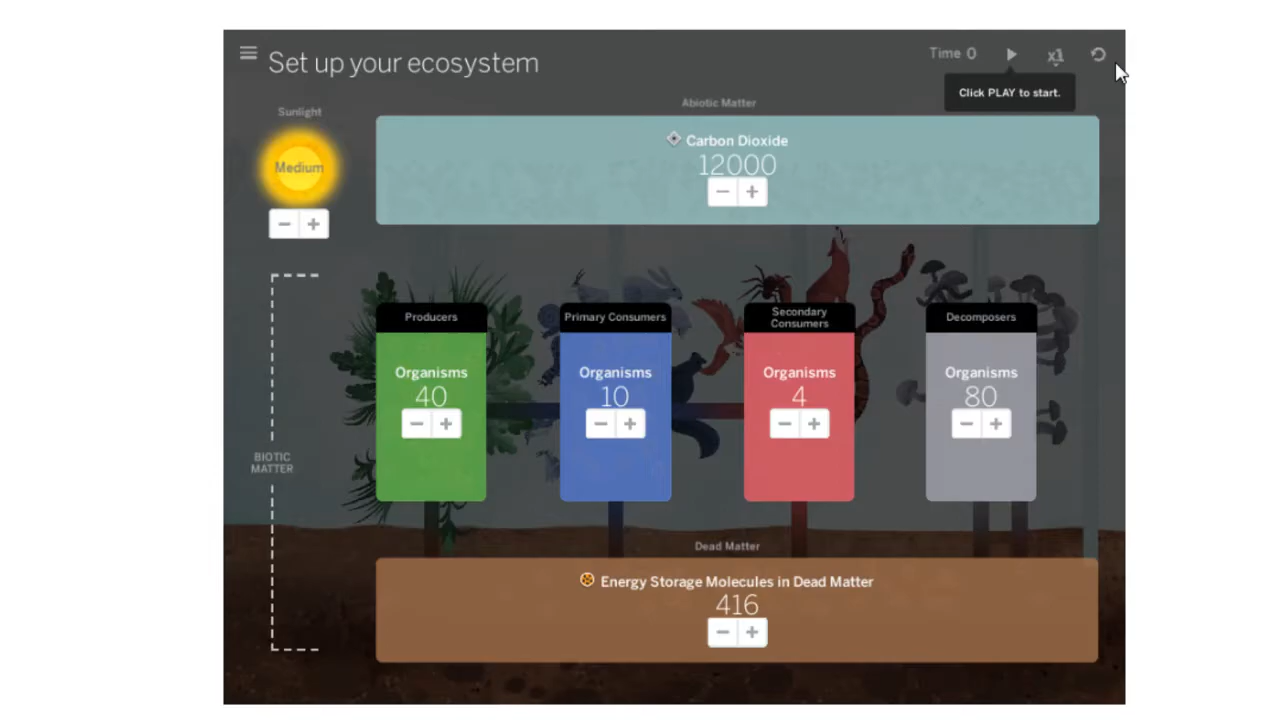 Set up your ecosystem
Time 0
x1
Click PLAY to start.
Sunlight
Medium
− +
Abiotic Matter
Carbon Dioxide
12000
− +
BIOTIC
MATTER
Producers
Organisms
40
− +
Primary Consumers
Organisms
10
− +
Secondary
Consumers
Organisms
4
− +
Decomposers
Organisms
80
− +
Dead Matter
Energy Storage Molecules in Dead Matter
416
− +